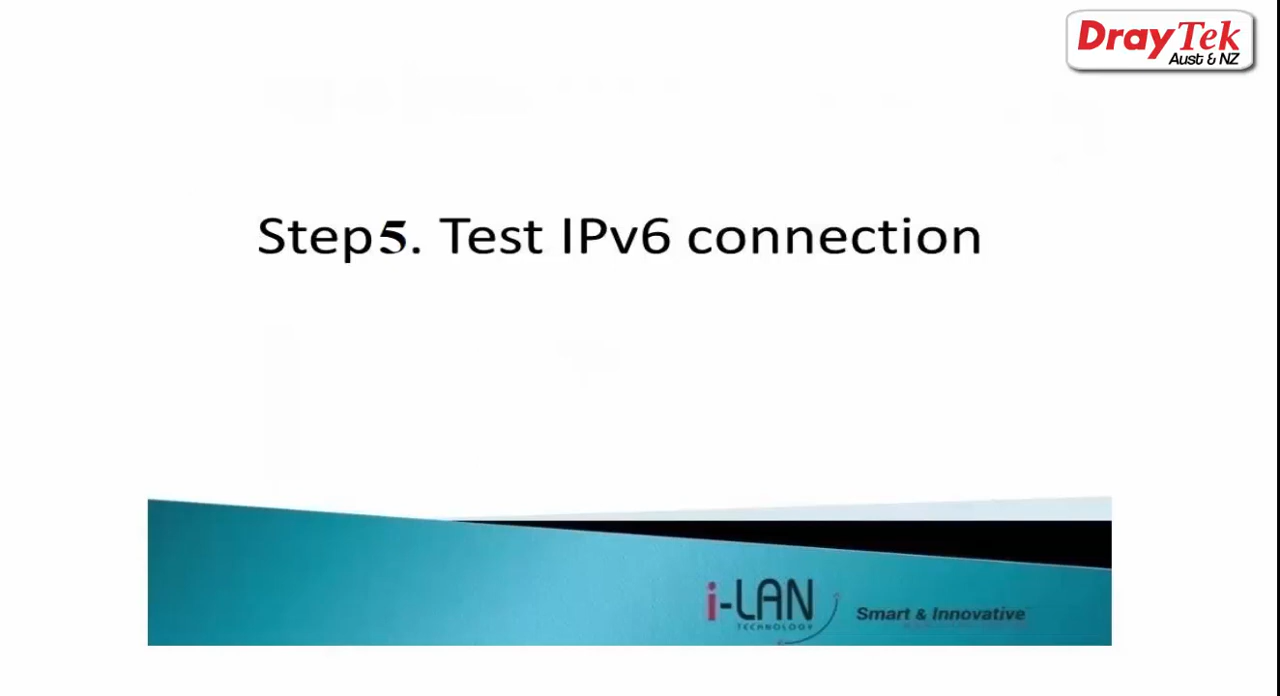 DrayTek
Aust & NZ
Step5. Test IPv6 connection
i-LAN
TECHNOLOGY
Smart & Innovative